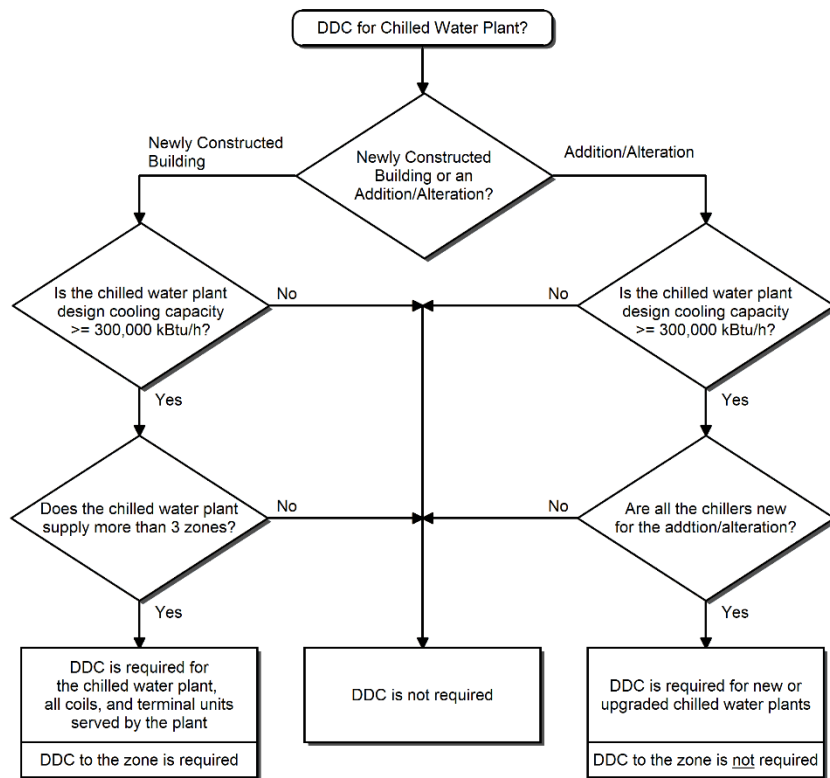 DDC for Chilled Water Plant?
Newly Constructed
Building
Newly Constructed
Building or an
Addition/Alteration?
Addition/Alteration
Is the chilled water plant
design cooling capacity
>= 300,000 kBtu/h?
No
No
Is the chilled water plant
design cooling capacity
>= 300,000 kBtu/h?
Yes
Yes
Does the chilled water plant
supply more than 3 zones?
No
No
Are all the chillers new
for the addtion/alteration?
Yes
Yes
DDC is required for
the chilled water plant,
all coils, and terminal units
served by the plant
DDC to the zone is required
DDC is not required
DDC is required for new or
upgraded chilled water plants
DDC to the zone is not required